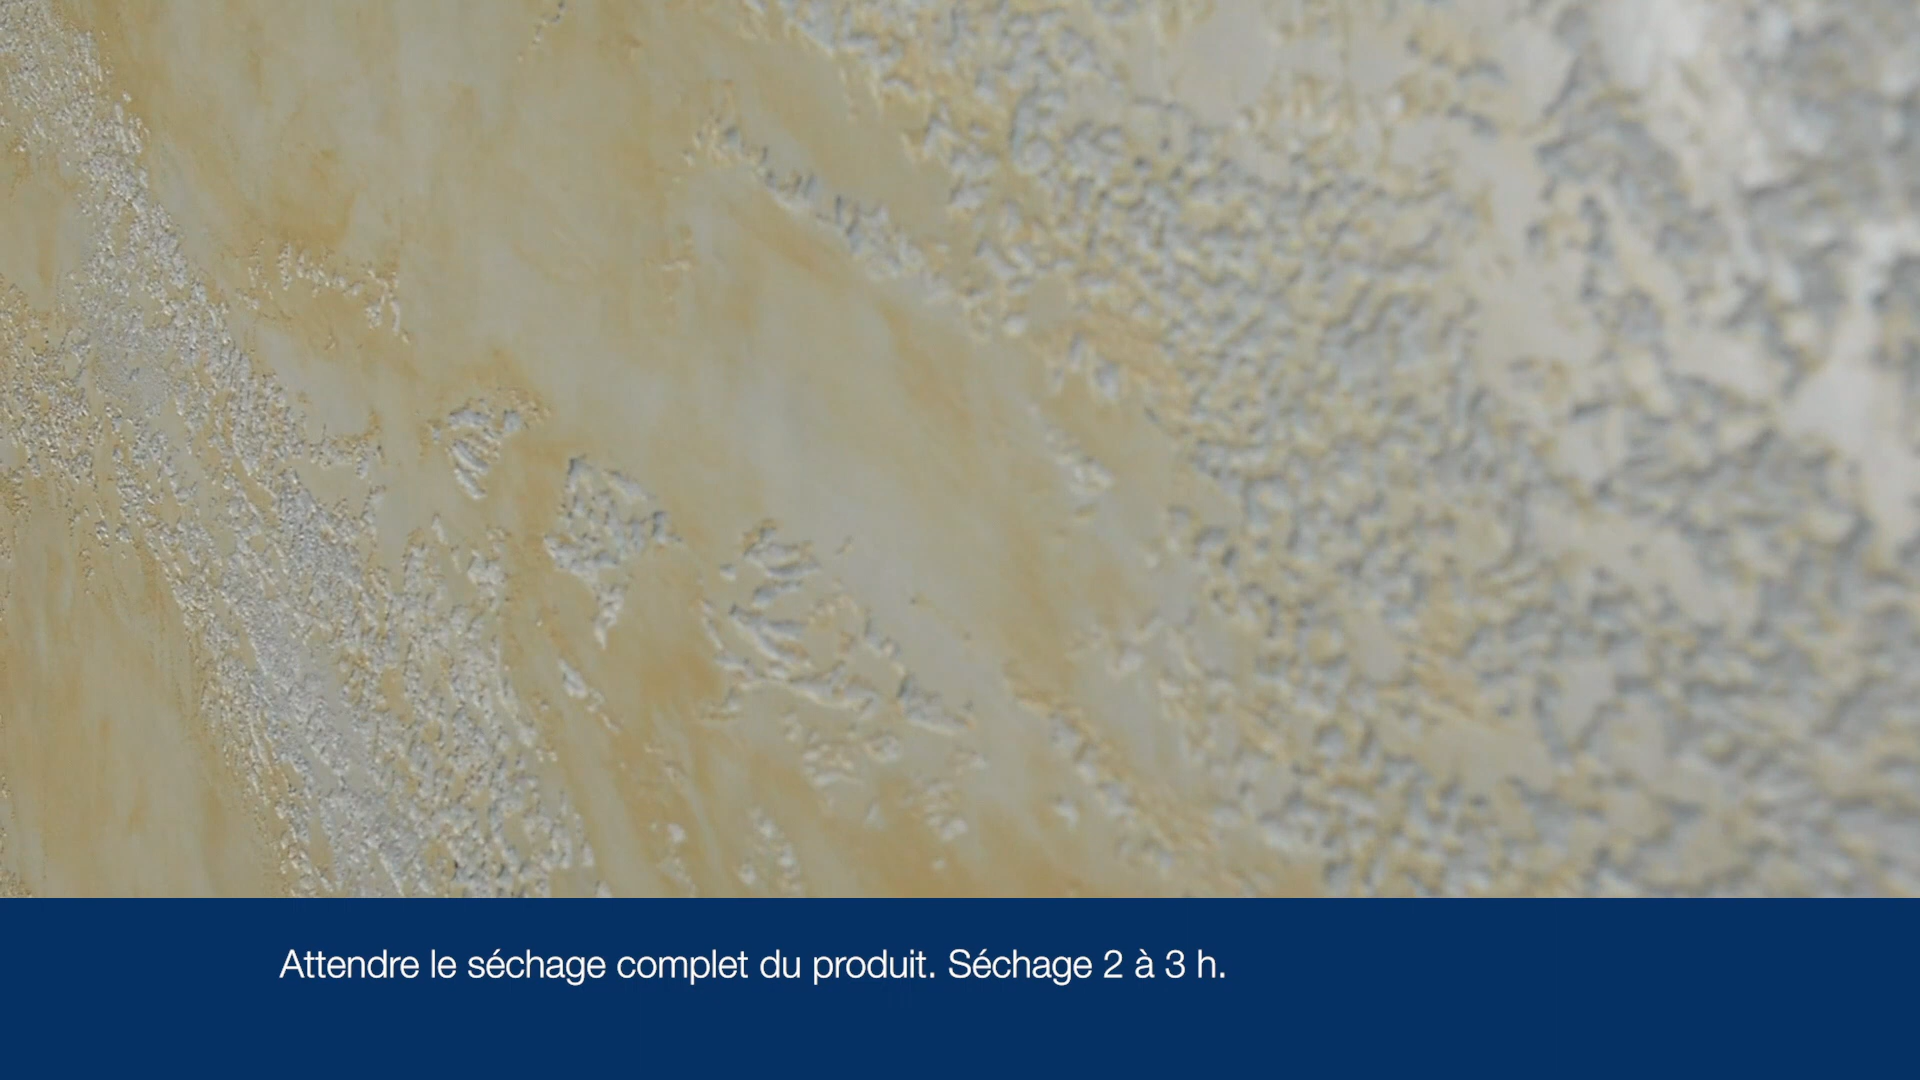 Attendre le séchage complet du produit. Séchage 2 à 3 h.